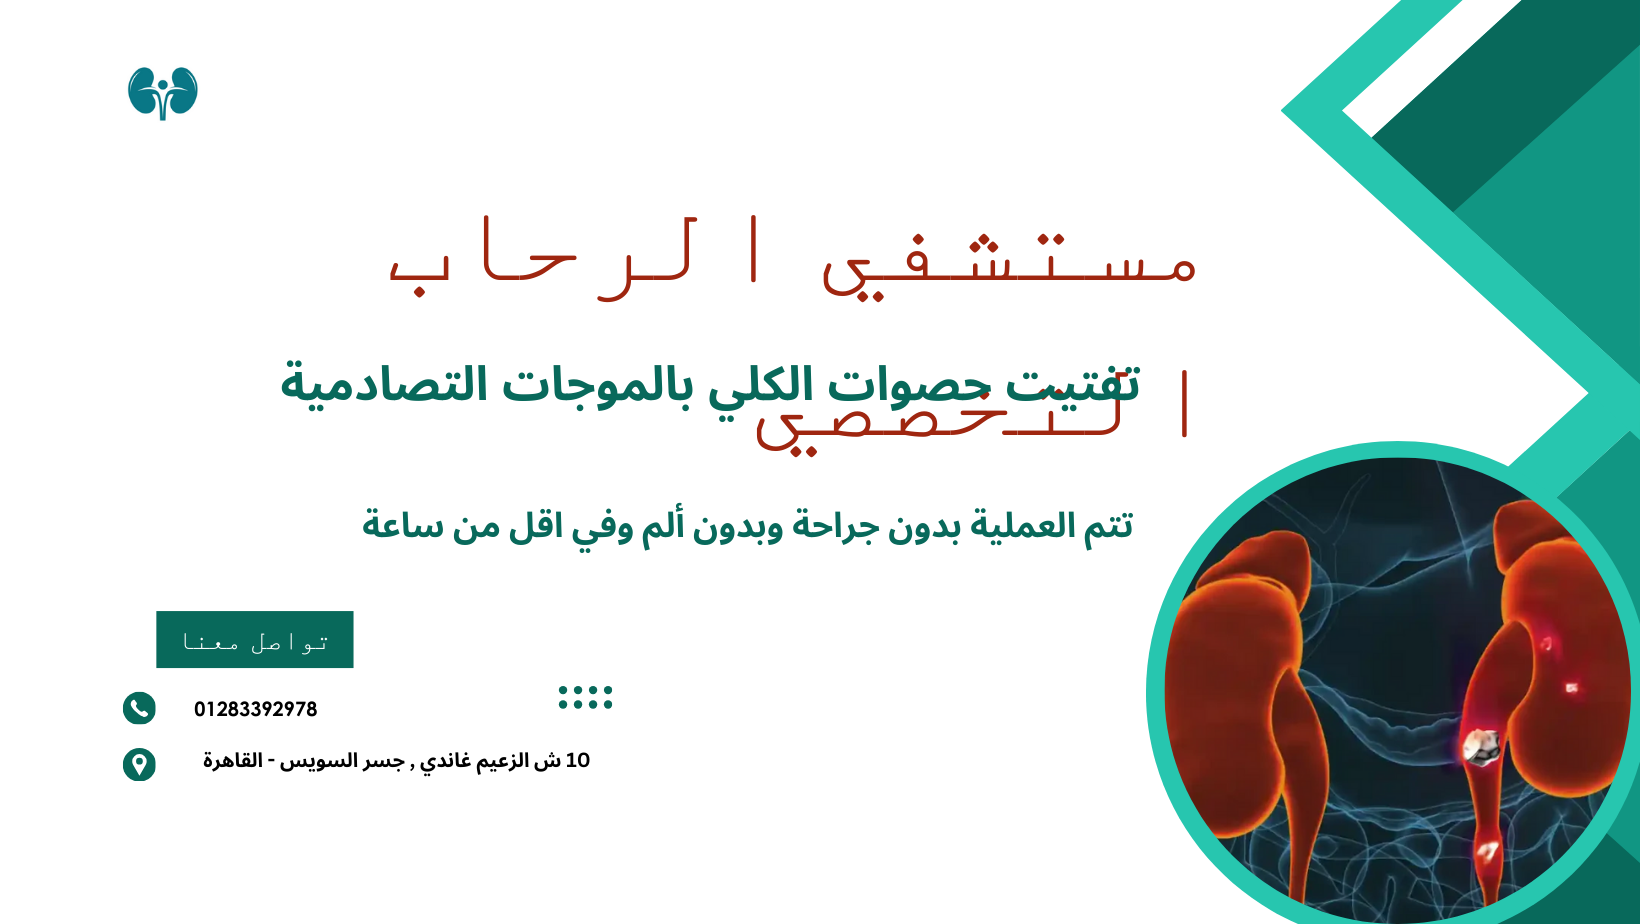 مستشفي الرحاب
التخصصي
تفتيت حصوات الكلي بالموجات التصادمية
تتم العملية بدون جراحة وبدون ألم وفي اقل من ساعة
تواصل معنا
01283392978
10 ش الزعيم غاندي , جسر السويس - القاهرة